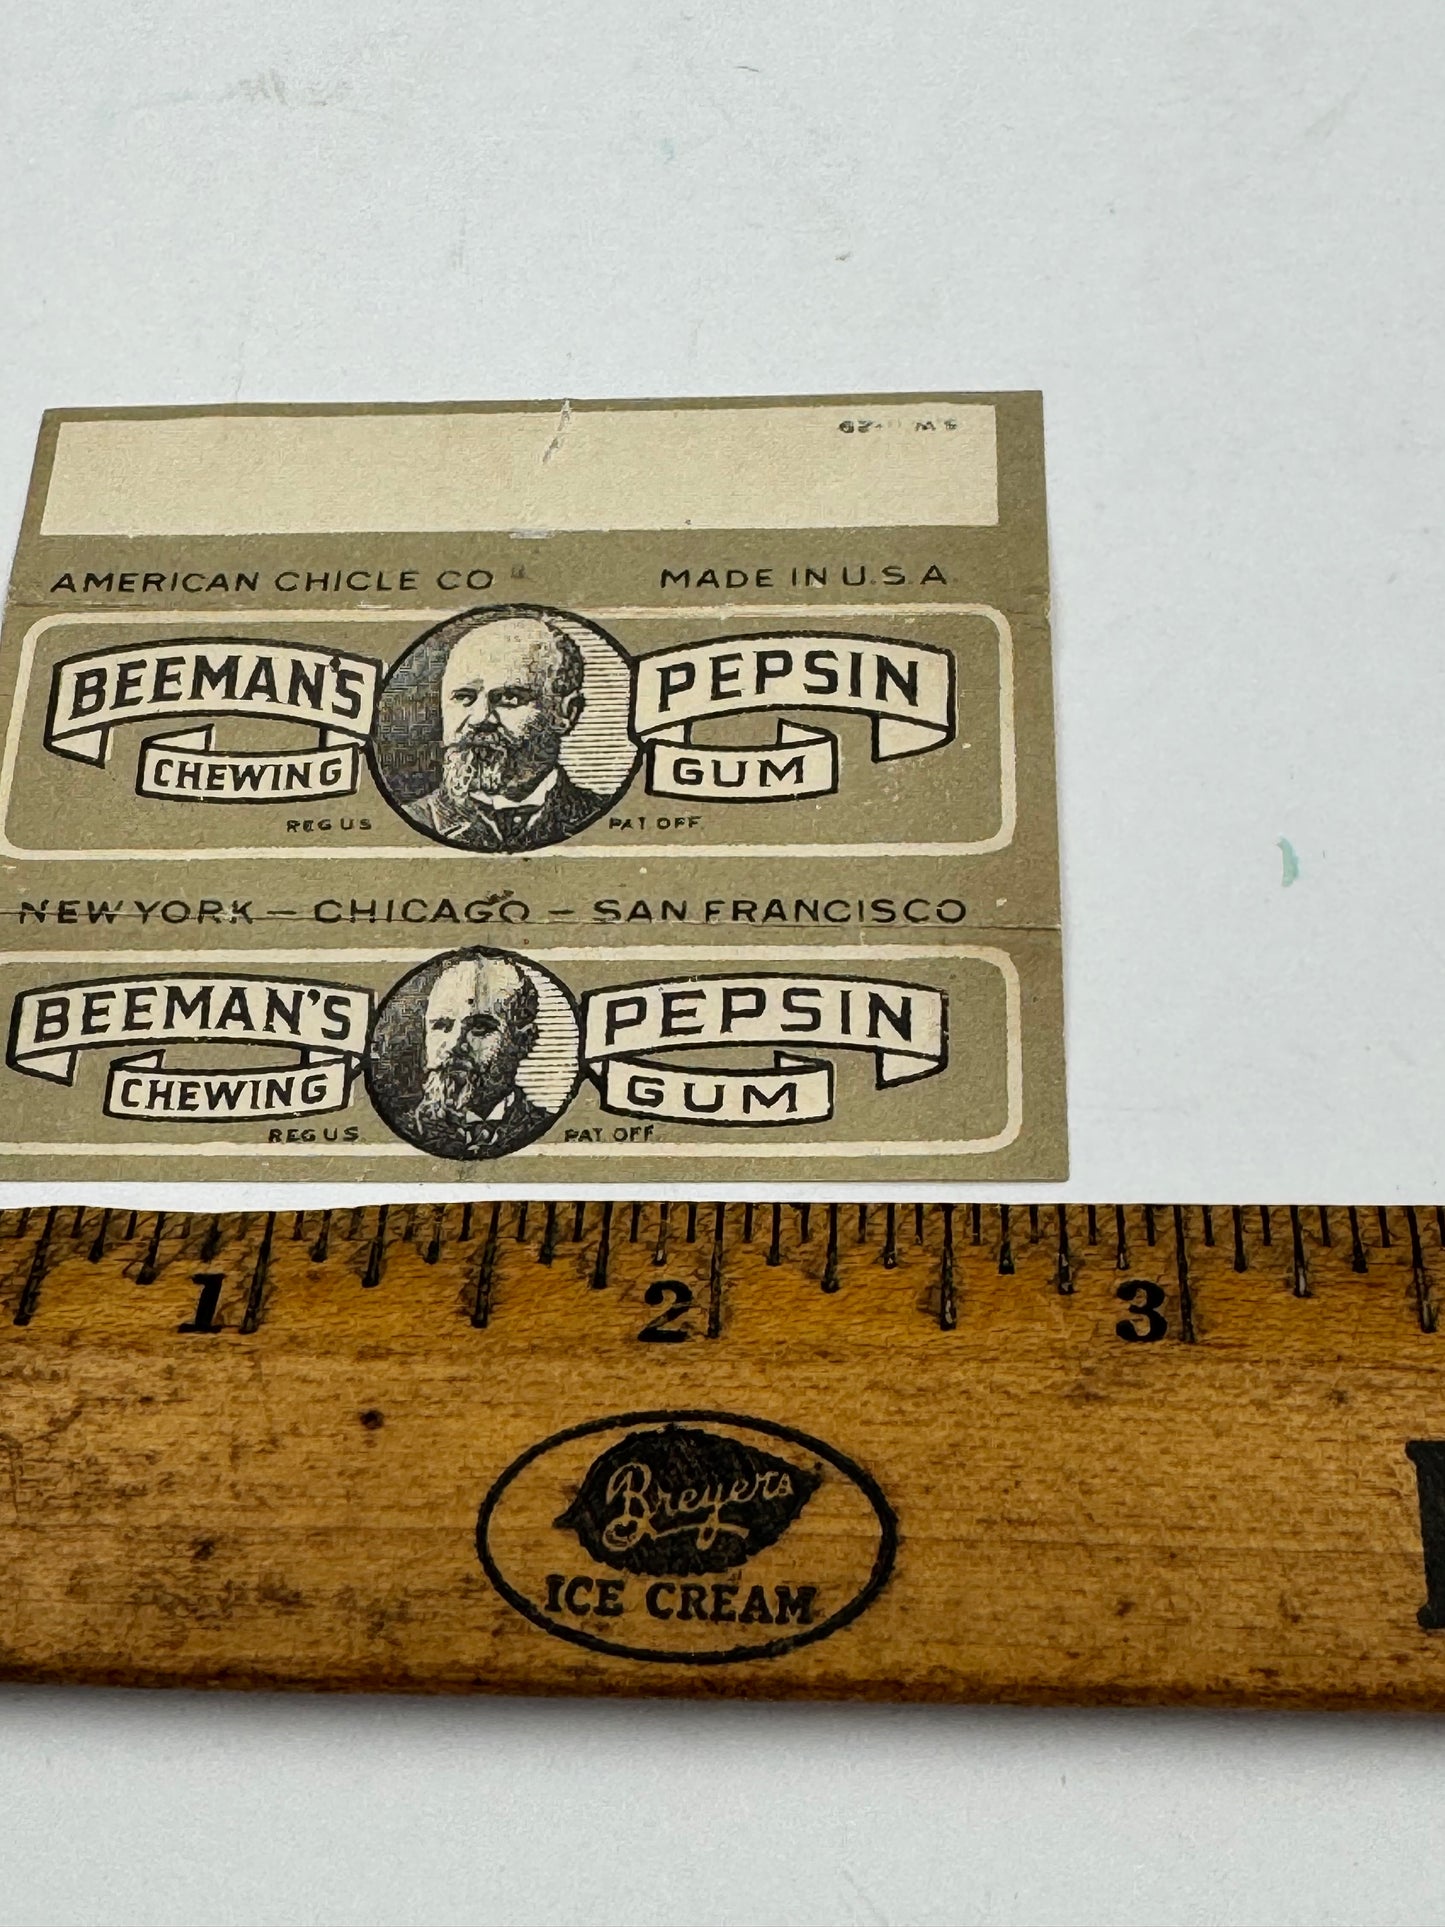 AMERICAN CHICLE CO MADE IN U.S.A.
BEEMAN'S PEPSIN
CHEWING GUM
REG US PAT OFF.
NEW YORK — CHICAGO — SAN FRANCISCO
BEEMAN'S PEPSIN
CHEWING GUM
REG US. PAT. OFF.
1 2 3
Breyers
ICE CREAM